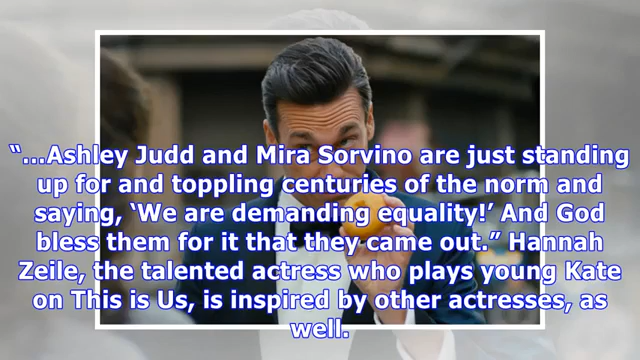 “...Ashley Judd and Mira Sorvino are just standing
up for and toppling centuries of the norm and
saying, ‘We are demanding equality!’ And God
bless them for it that they came out.” Hannah
Zeile, the talented actress who plays young Kate
on This is Us, is inspired by other actresses, as
well.